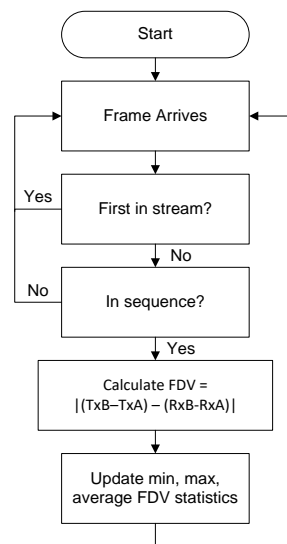 Start
Frame Arrives
Yes
First in stream?
No
No
In sequence?
Yes
Calculate FDV =
|(TxB–TxA) – (RxB-RxA)|
Update min, max,
average FDV statistics